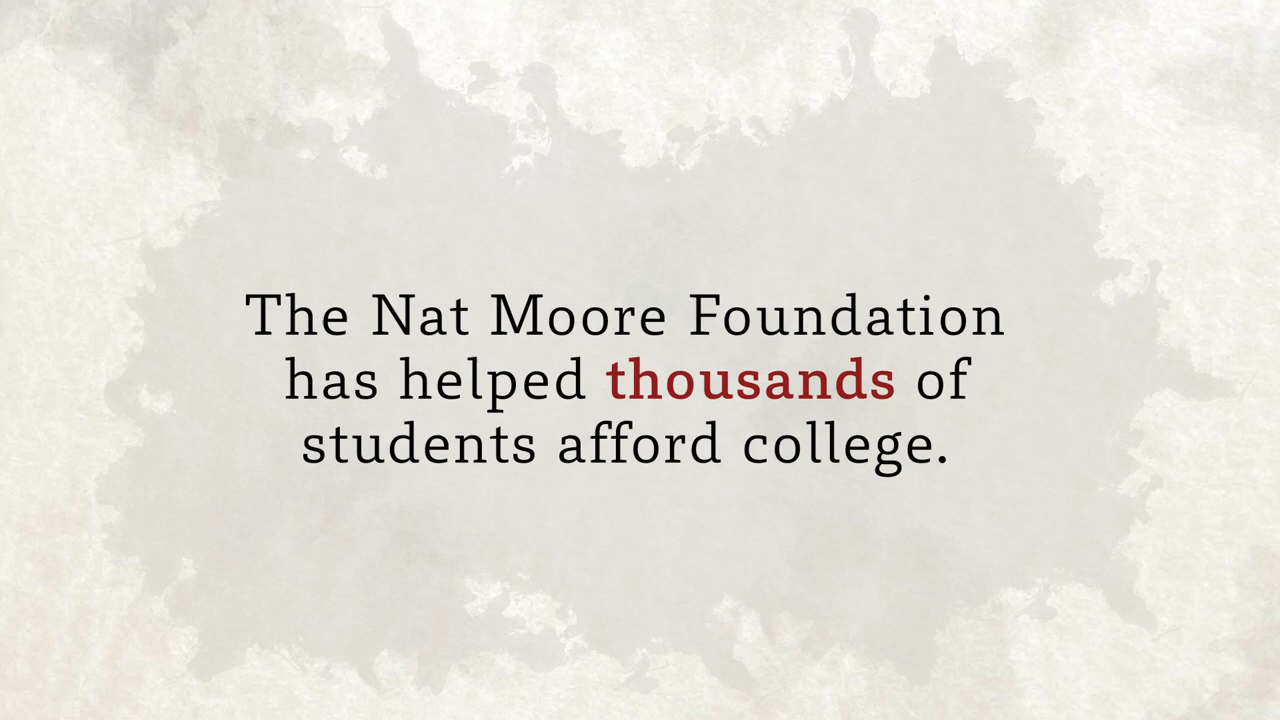 The Nat Moore Foundation
has helped thousands of
students afford college.